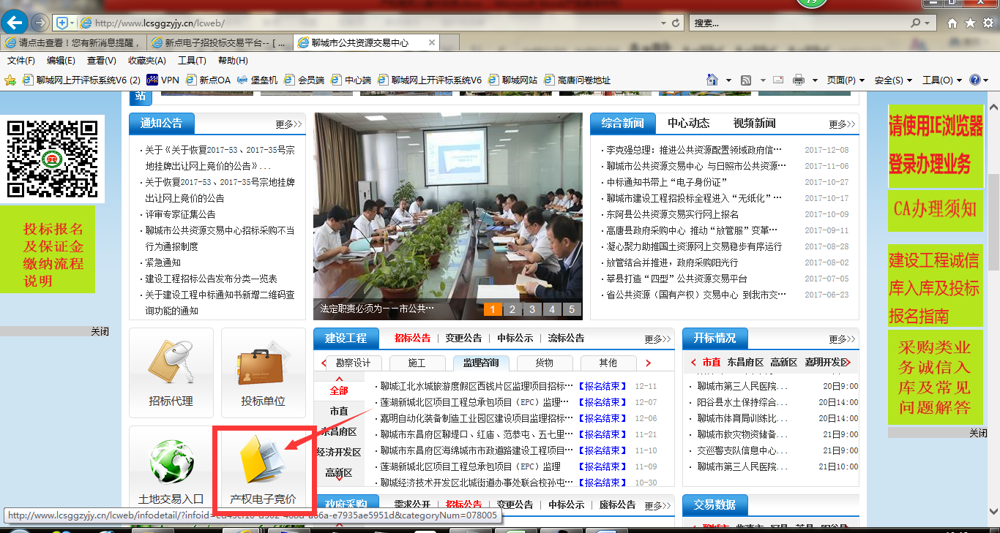 79
http://www.lcsggzyjy.cn/lcweb/
搜索...
请点击查看！您有新消息提醒，
新点电子招投标交易平台-- [ ...
聊城市公共资源交易中心
文件(F) 编辑(E) 查看(V) 收藏夹(A) 工具(T) 帮助(H)
聊城网上开评标系统V6 (2) VPN 新点OA 堡垒机 会员端 中心端 聊城网上开评标系统V6 聊城网站 高唐问卷地址
页面(P) 安全(S) 工具(O)
站
投标报名
及保证金
缴纳流程
说明
关闭
通知公告 更多>>
·关于《关于恢复2017-53、2017-35号宗
地挂牌出让网上竞价的公告》...
·关于恢复2017-53、2017-35号宗地挂牌
出让网上竞价的公告
·评审专家征集公告
·聊城市公共资源交易中心招标采购不当
行为通报制度
·紧急通知
·建设工程招标公告发布分类一览表
·关于建设工程中标通知书新增二维码查
询功能的通知
法定职责必须为－－市公共…
1 2 3 4 5
综合新闻 中心动态 视频新闻 更多>>
·李克强总理：推进公共资源配置领域政府信… 2017-12-08
·聊城市公共资源交易中心 与日照市公共资源… 2017-11-06
·中标通知书带上“电子身份证” 2017-10-27
·聊城市建设工程招投标全程进入“无纸化”… 2017-10-17
·东阿县公共资源交易实行网上报名 2017-10-09
·高唐县政府采购中心 推动“放管服”变革… 2017-09-11
·凝心聚力助推国土资源网上交易稳步有序运行 2017-08-28
·放管结合并推进，政府采购阳光行 2017-08-02
·莘县打造“四型”公共资源交易平台 2017-07-05
·省公共资源（国有产权）交易中心 到我市交… 2017-06-23
请使用IE浏览器
登录办理业务
CA办理须知
建设工程诚信
库入库及投标
报名指南
采购类业
务诚信入
库及常见
问题解答
关闭
招标代理
投标单位
土地交易入口
产权电子竞价
建设工程 招标公告 | 变更公告 | 中标公示 | 流标公告 更多>>
< 勘察设计 施工 监理咨询 货物 其他 >
全部
市直
东昌府区
经济开发区
高新区
·聊城江北水城旅游度假区西钱片区监理项目招标… 【报名结束】 12-11
·莲湖新城北区项目工程总承包项目（EPC）监理… 【报名结束】 12-07
·嘉明自动化装备制造工业园区建设项目监理招标… 【报名结束】 12-06
·聊城市东昌府区聊堤口、红庙、范恭屯、五七里… 【报名结束】 11-21
·聊城市东昌府区海绵城市市政道路建设工程项目… 【报名结束】 11-10
·莲湖新城北区项目工程总承包项目（EPC）监理 【报名结束】 11-09
·聊城经济技术开发区北城街道办事处联合校孙屯… 【报名结束】 10-30
开标情况 更多>>
< 市直 东昌府区 高新区 嘉明开发区>
·聊城市第三人民医院... 20日9:00
·阳谷县水土保持综合... 20日14:00
·聊城市体育局训练比... 20日14:00
·聊城市救灾物资储备... 21日9:00
·交巡警支队信息中心... 21日9:00
·聊城市第三人民医院... 21日10:00
政府采购 需求公开 | 招标公告 | 变更公告 | 中标公示 | 废标公告 更多>>
交易数据